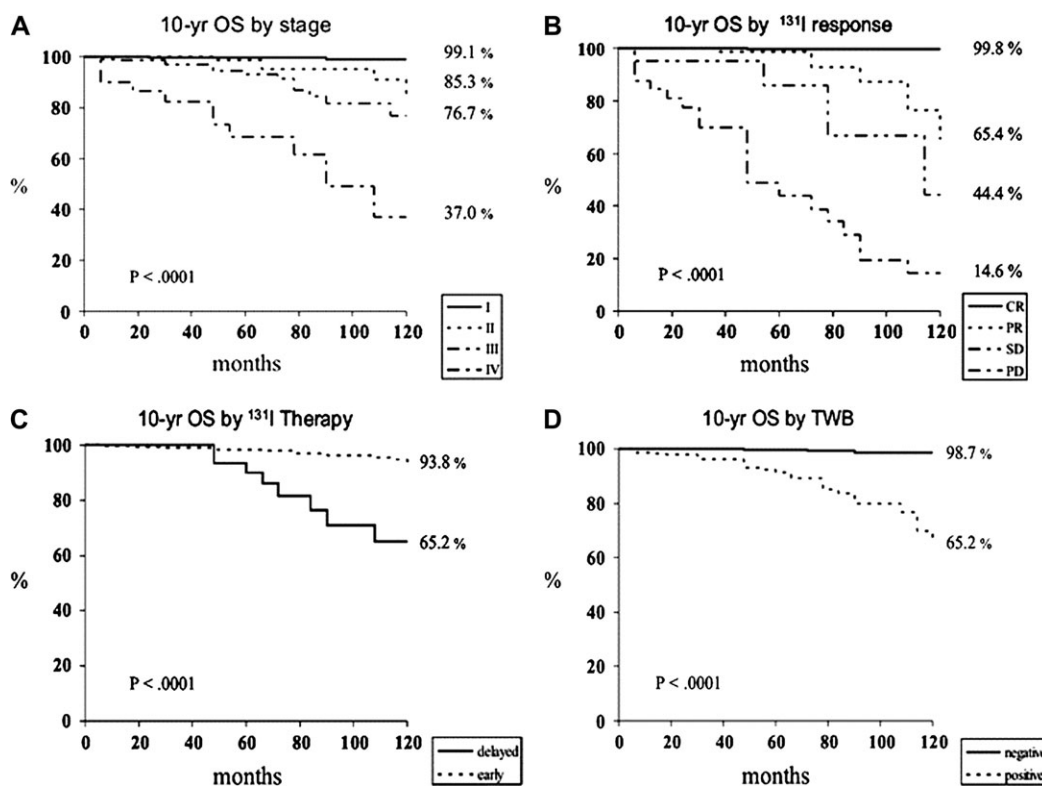 A
10-yr OS by stage
100
80
60
40
20
0
%
99.1 %
85.3 %
76.7 %
37.0 %
P < .0001
0 20 40 60 80 100 120
months
I
II
III
IV
B
10-yr OS by ¹³¹I response
100
80
60
40
20
0
%
99.8 %
65.4 %
44.4 %
14.6 %
P < .0001
0 20 40 60 80 100 120
months
CR
PR
SD
PD
C
10-yr OS by ¹³¹I Therapy
100
80
60
40
20
0
%
93.8 %
65.2 %
P < .0001
0 20 40 60 80 100 120
months
delayed
early
D
10-yr OS by TWB
100
80
60
40
20
0
%
98.7 %
65.2 %
P < .0001
0 20 40 60 80 100 120
months
negative
positive